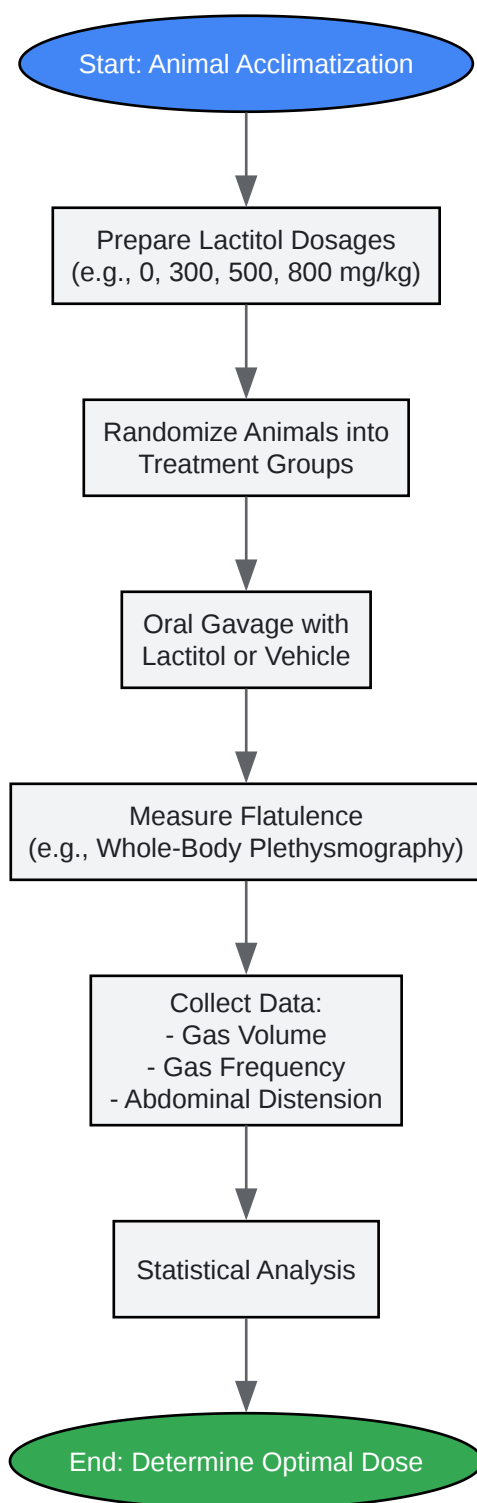 Start: Animal Acclimatization
Prepare Lactitol Dosages
(e.g., 0, 300, 500, 800 mg/kg)
Randomize Animals into
Treatment Groups
Oral Gavage with
Lactitol or Vehicle
Measure Flatulence
(e.g., Whole-Body Plethysmography)
Collect Data:
- Gas Volume
- Gas Frequency
- Abdominal Distension
Statistical Analysis
End: Determine Optimal Dose